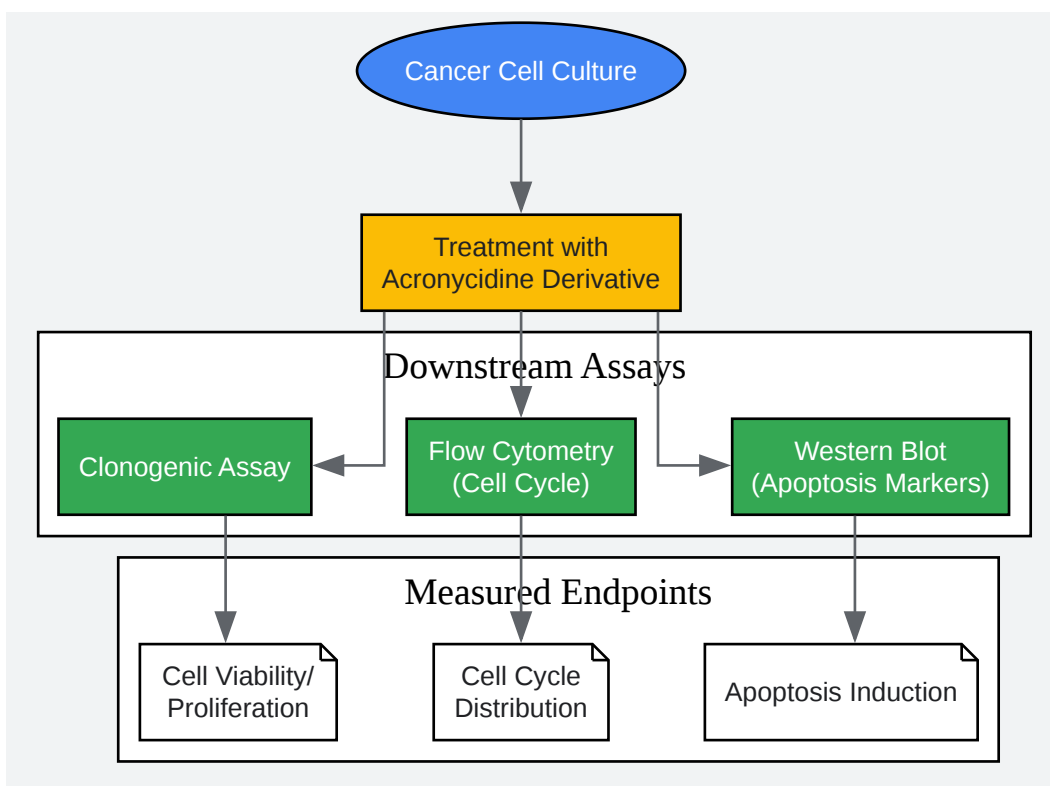 Cancer Cell Culture
Treatment with
Acronycidine Derivative
Downstream Assays
Clonogenic Assay
Flow Cytometry
(Cell Cycle)
Western Blot
(Apoptosis Markers)
Measured Endpoints
Cell Viability/
Proliferation
Cell Cycle
Distribution
Apoptosis Induction